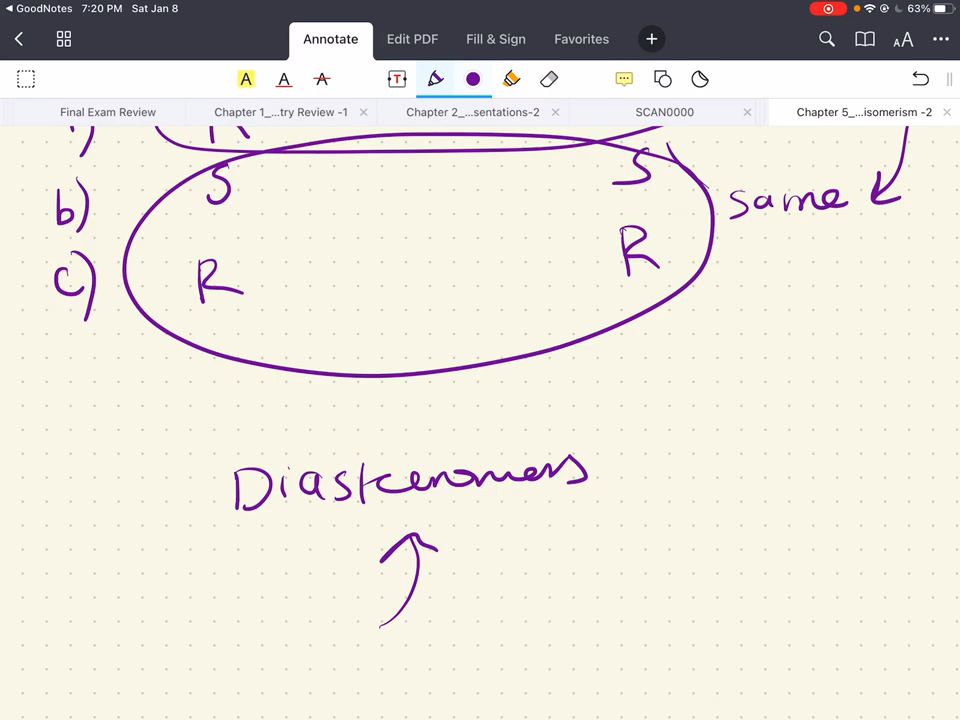 GoodNotes 7:20 PM Sat Jan 8 63%
Annotate Edit PDF Fill & Sign Favorites
AA
A A A T
Final Exam Review Chapter 1_...try Review -1 Chapter 2_...sentations-2 SCAN0000 Chapter 5_...isomerism -2
b) S S same
c) R R
Diastereomers